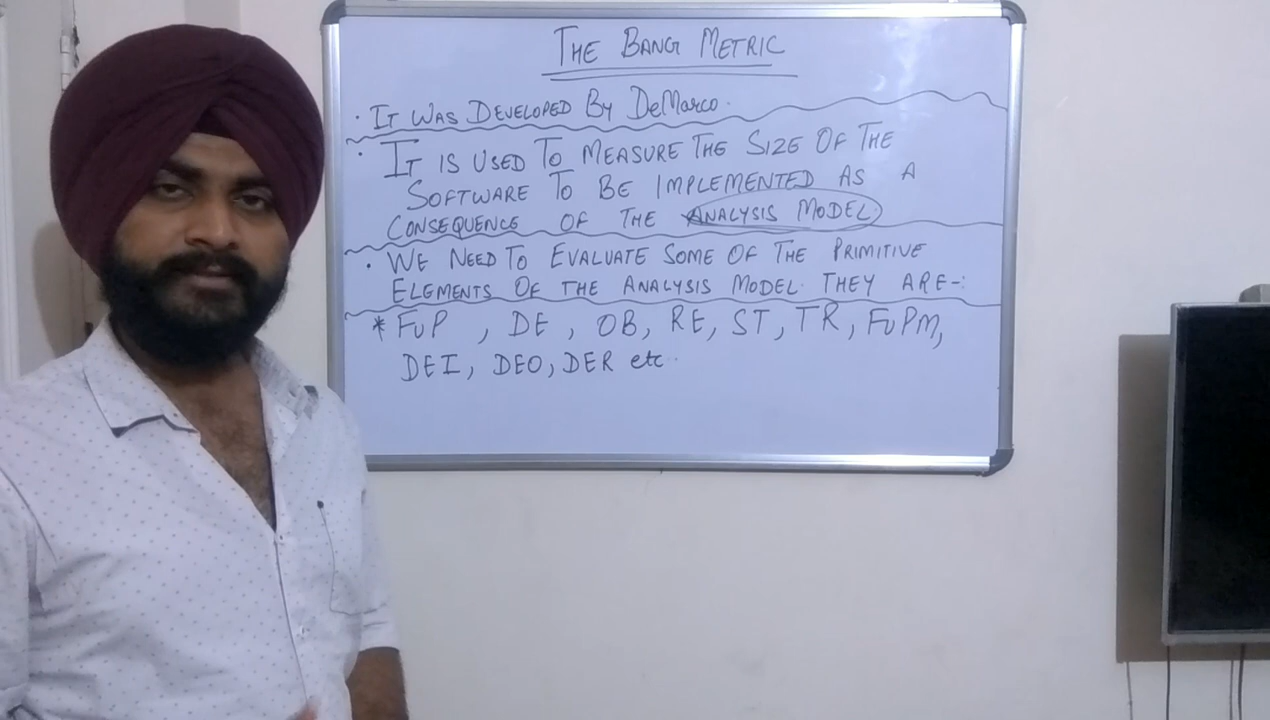 THE BANG METRIC
· IT WAS DEVELOPED BY DeMarco.
· IT IS USED TO MEASURE THE SIZE OF THE
SOFTWARE TO BE IMPLEMENTED AS A
CONSEQUENCE OF THE ANALYSIS MODEL
· WE NEED TO EVALUATE SOME OF THE PRIMITIVE
ELEMENTS OF THE ANALYSIS MODEL. THEY ARE-:
* FuP , DE , OB, RE, ST, TR, FuPM,
DEI, DEO, DER etc..